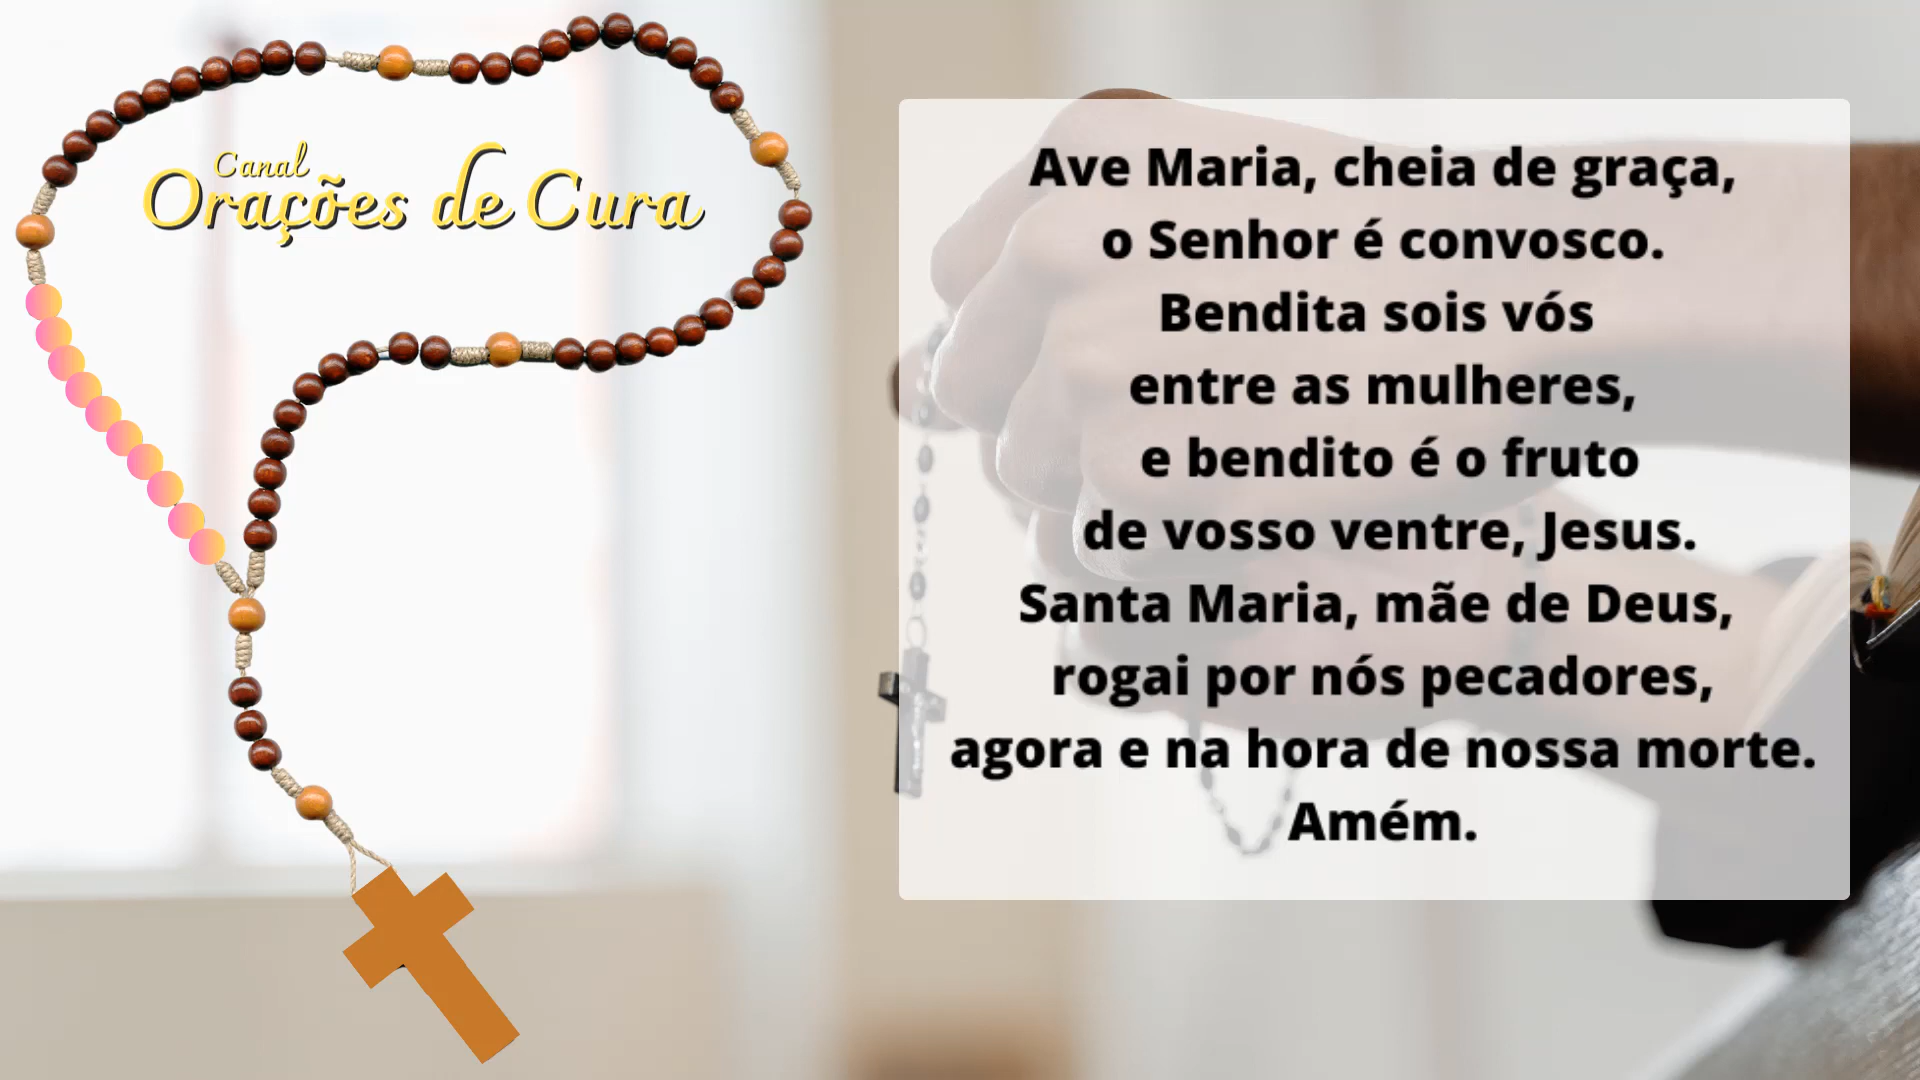 Canal
Orações de Cura
Ave Maria, cheia de graça,
o Senhor é convosco.
Bendita sois vós
entre as mulheres,
e bendito é o fruto
de vosso ventre, Jesus.
Santa Maria, mãe de Deus,
rogai por nós pecadores,
agora e na hora de nossa morte.
Amém.